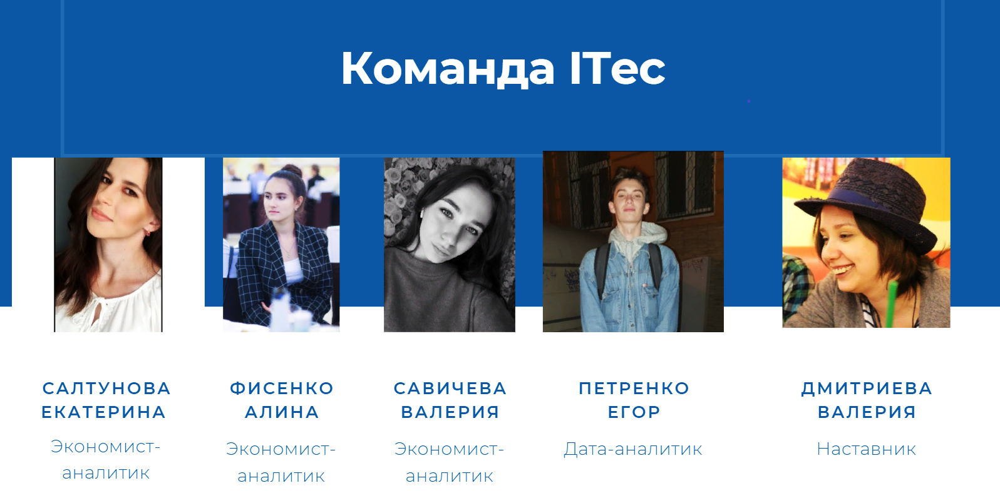 Команда ITec
САЛТУНОВА
ЕКАТЕРИНА
Экономист-
аналитик
ФИСЕНКО
АЛИНА
Экономист-
аналитик
САВИЧЕВА
ВАЛЕРИЯ
Экономист-
аналитик
ПЕТРЕНКО
ЕГОР
Дата-аналитик
ДМИТРИЕВА
ВАЛЕРИЯ
Наставник